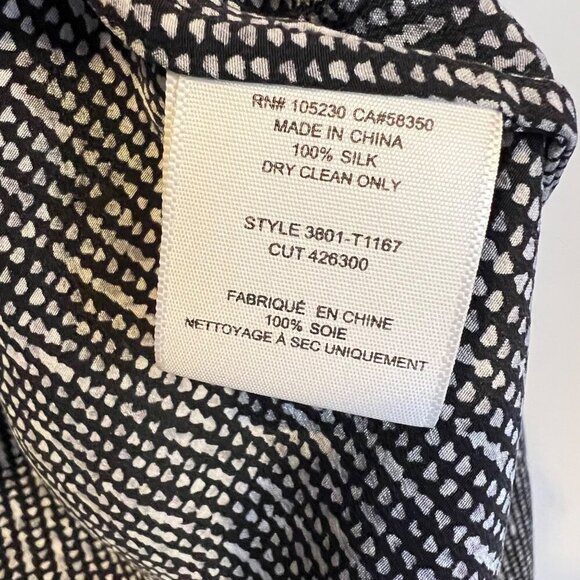 RN# 105230 CA#58350
MADE IN CHINA
100% SILK
DRY CLEAN ONLY
STYLE 3801-T1167
CUT 426300
FABRIQUÉ EN CHINE
100% SOIE
NETTOYAGE À SEC UNIQUEMENT